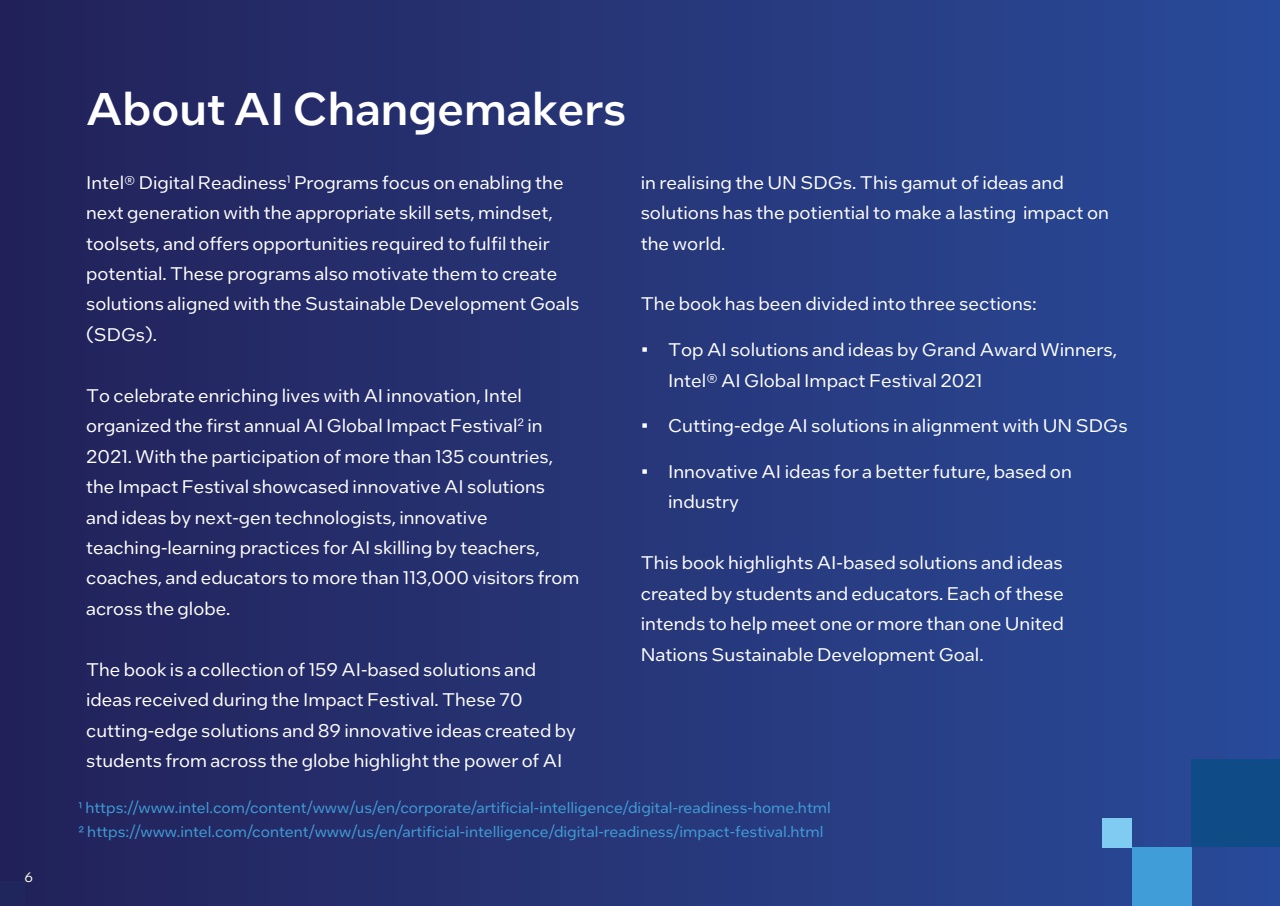 About AI Changemakers
Intel® Digital Readiness¹ Programs focus on enabling the
next generation with the appropriate skill sets, mindset,
toolsets, and offers opportunities required to fulfil their
potential. These programs also motivate them to create
solutions aligned with the Sustainable Development Goals
(SDGs).
To celebrate enriching lives with AI innovation, Intel
organized the first annual AI Global Impact Festival² in
2021. With the participation of more than 135 countries,
the Impact Festival showcased innovative AI solutions
and ideas by next-gen technologists, innovative
teaching-learning practices for AI skilling by teachers,
coaches, and educators to more than 113,000 visitors from
across the globe.
The book is a collection of 159 AI-based solutions and
ideas received during the Impact Festival. These 70
cutting-edge solutions and 89 innovative ideas created by
students from across the globe highlight the power of AI
in realising the UN SDGs. This gamut of ideas and
solutions has the potiential to make a lasting impact on
the world.
The book has been divided into three sections:
▪ Top AI solutions and ideas by Grand Award Winners,
Intel® AI Global Impact Festival 2021
▪ Cutting-edge AI solutions in alignment with UN SDGs
▪ Innovative AI ideas for a better future, based on
industry
This book highlights AI-based solutions and ideas
created by students and educators. Each of these
intends to help meet one or more than one United
Nations Sustainable Development Goal.
¹ https://www.intel.com/content/www/us/en/corporate/artificial-intelligence/digital-readiness-home.html
² https://www.intel.com/content/www/us/en/artificial-intelligence/digital-readiness/impact-festival.html
6